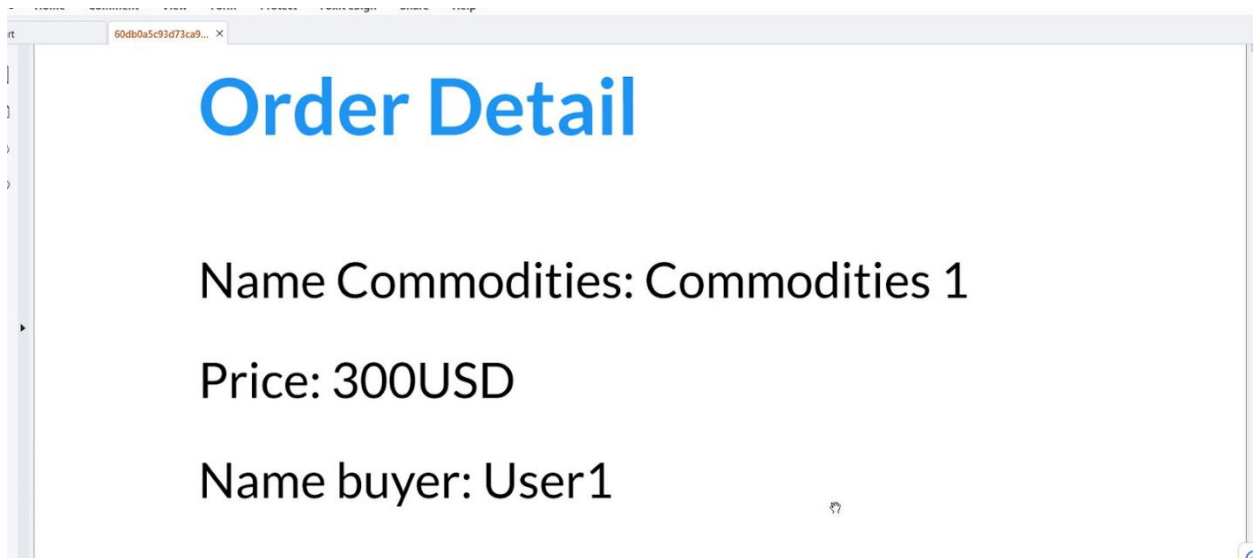 60db0a5c93d73ca9...
Order Detail
Name Commodities: Commodities 1
Price: 300USD
Name buyer: User1